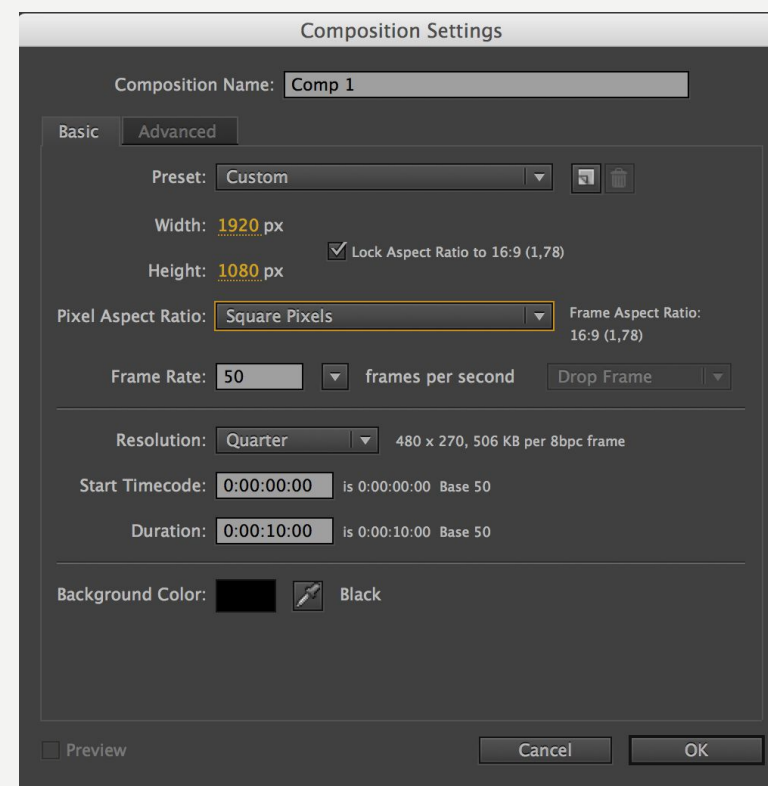 Composition Settings
Composition Name: Comp 1
Basic Advanced
Preset: Custom
Width: 1920 px
Lock Aspect Ratio to 16:9 (1,78)
Height: 1080 px
Pixel Aspect Ratio: Square Pixels
Frame Aspect Ratio:
16:9 (1,78)
Frame Rate: 50 frames per second Drop Frame
Resolution: Quarter 480 x 270, 506 KB per 8bpc frame
Start Timecode: 0:00:00:00 is 0:00:00:00 Base 50
Duration: 0:00:10:00 is 0:00:10:00 Base 50
Background Color: Black
Preview Cancel OK